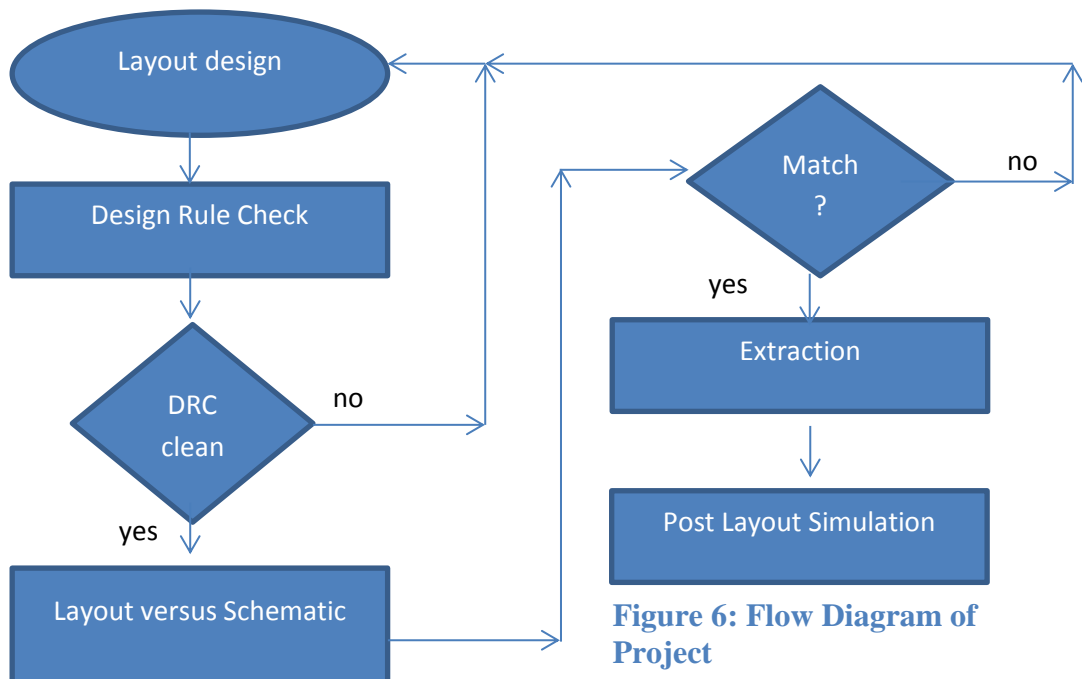 Layout design
Design Rule Check
DRC
clean
no
yes
Layout versus Schematic
Match
?
no
yes
Extraction
Post Layout Simulation
Figure 6: Flow Diagram of
Project